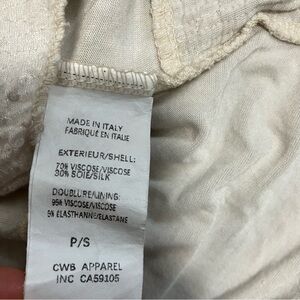 MADE IN ITALY
FABRIQUÉ EN ITALIE
EXTERIEUR/SHELL:
70% VISCOSE/VISCOSE
30% SOIE/SILK
DOUBLURE/LINING:
95% VISCOSE/VISCOSE
5% ELASTHANNE/ELASTANE
P/S
CWB APPAREL
INC CA59105